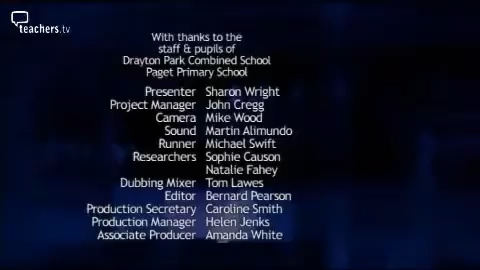 teachers.tv
With thanks to the
staff & pupils of
Drayton Park Combined School
Paget Primary School
Presenter Sharon Wright
Project Manager John Cregg
Camera Mike Wood
Sound Martin Alimundo
Runner Michael Swift
Researchers Sophie Causon
Natalie Fahey
Dubbing Mixer Tom Lawes
Editor Bernard Pearson
Production Secretary Caroline Smith
Production Manager Helen Jenks
Associate Producer Amanda White